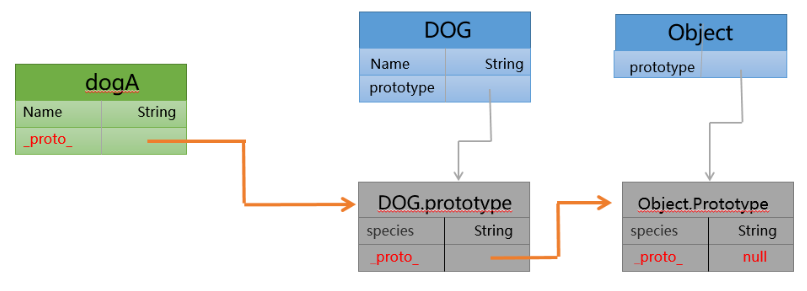 dogA
Name String
_proto_
DOG
Name String
prototype
Object
prototype
DOG.prototype
species String
_proto_
Object.Prototype
species String
_proto_ null